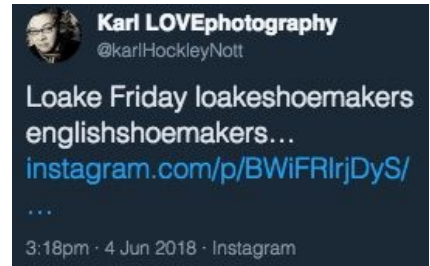 Karl LOVEphotography
@karlHockleyNott
Loake Friday loakeshoemakers
englishshoemakers…
instagram.com/p/BWiFRlrjDyS/
…
3:18pm · 4 Jun 2018 · Instagram